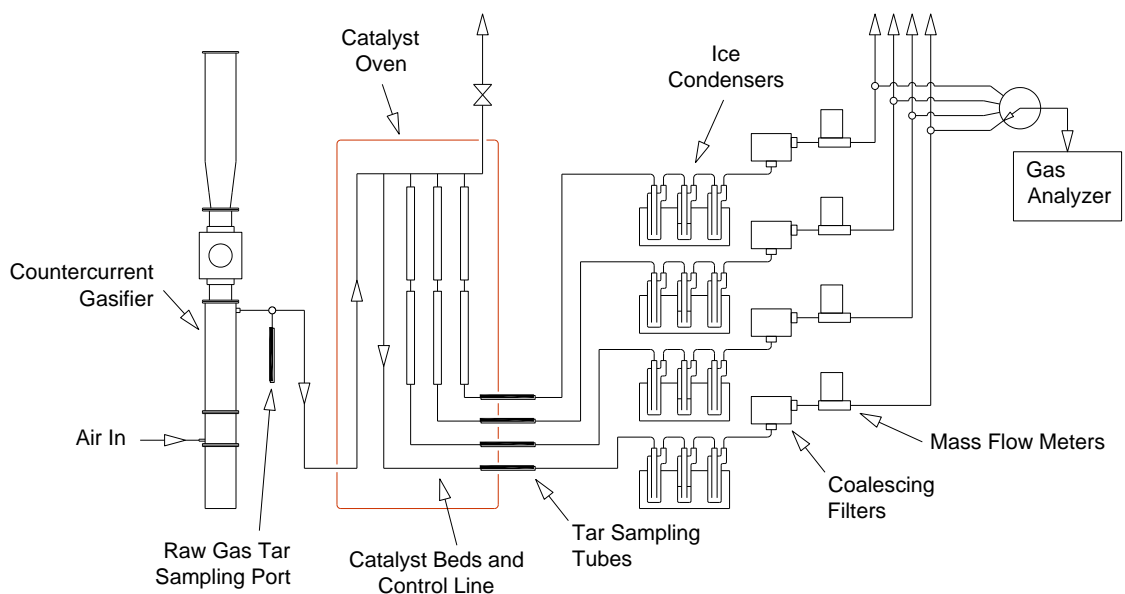 Catalyst
Oven
Ice
Condensers
Gas
Analyzer
Countercurrent
Gasifier
Air In
Mass Flow Meters
Coalescing
Filters
Tar Sampling
Tubes
Raw Gas Tar
Sampling Port
Catalyst Beds and
Control Line